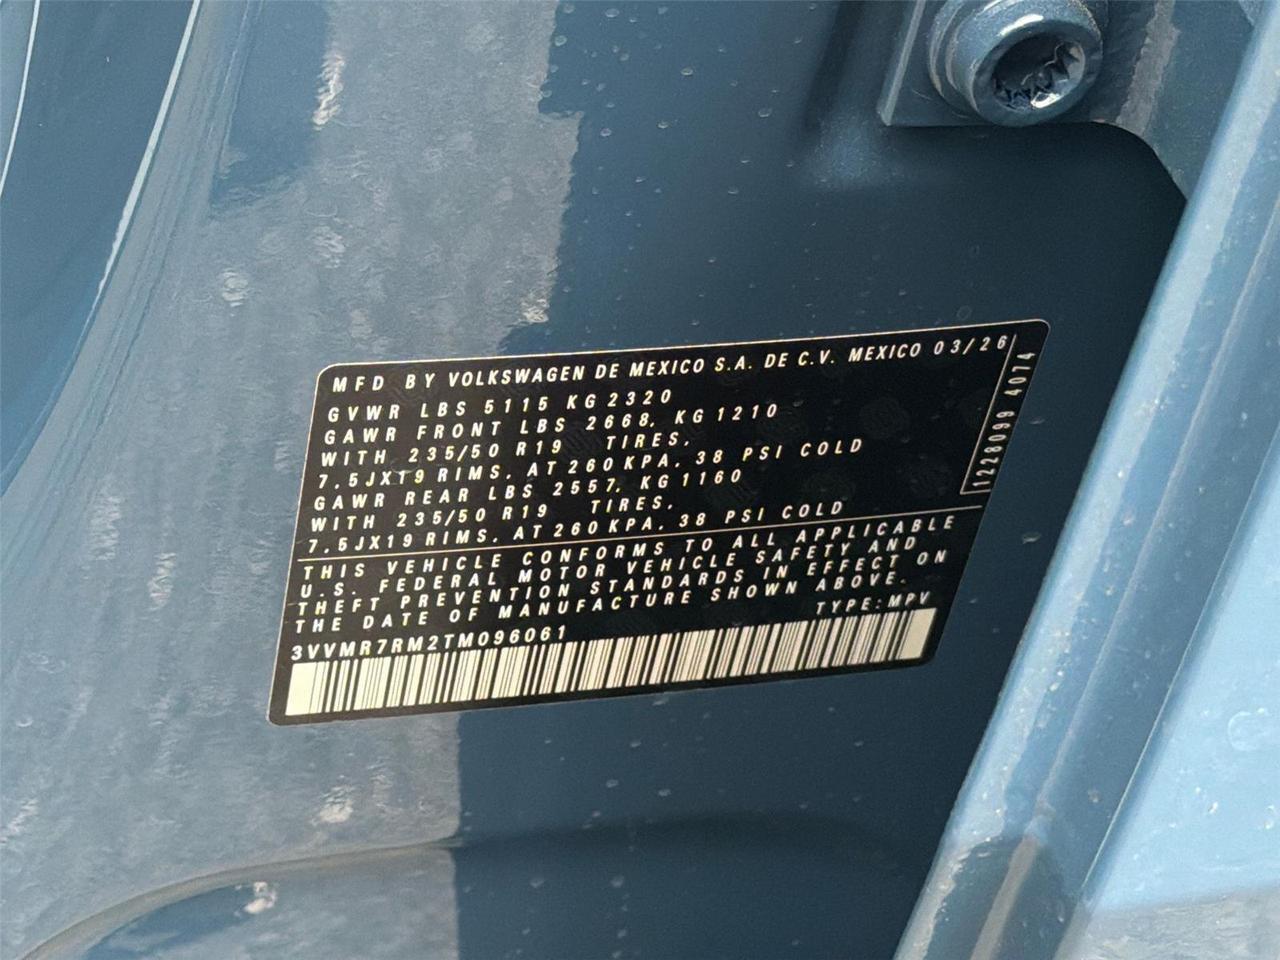 MFD BY VOLKSWAGEN DE MEXICO S.A. DE C.V. MEXICO 03/26
GVWR LBS 5115 KG 2320
GAWR FRONT LBS 2668, KG 1210
WITH 235/50 R19 TIRES,
7,5JX19 RIMS, AT 260 KPA, 38 PSI COLD
GAWR REAR LBS 2557, KG 1160
WITH 235/50 R19 TIRES,
7,5JX19 RIMS, AT 260 KPA, 38 PSI COLD
1228099 4074
THIS VEHICLE CONFORMS TO ALL APPLICABLE
U.S. FEDERAL MOTOR VEHICLE SAFETY AND
THEFT PREVENTION STANDARDS IN EFFECT ON
THE DATE OF MANUFACTURE SHOWN ABOVE.
3VVMR7RM2TM096061 TYPE: MPV